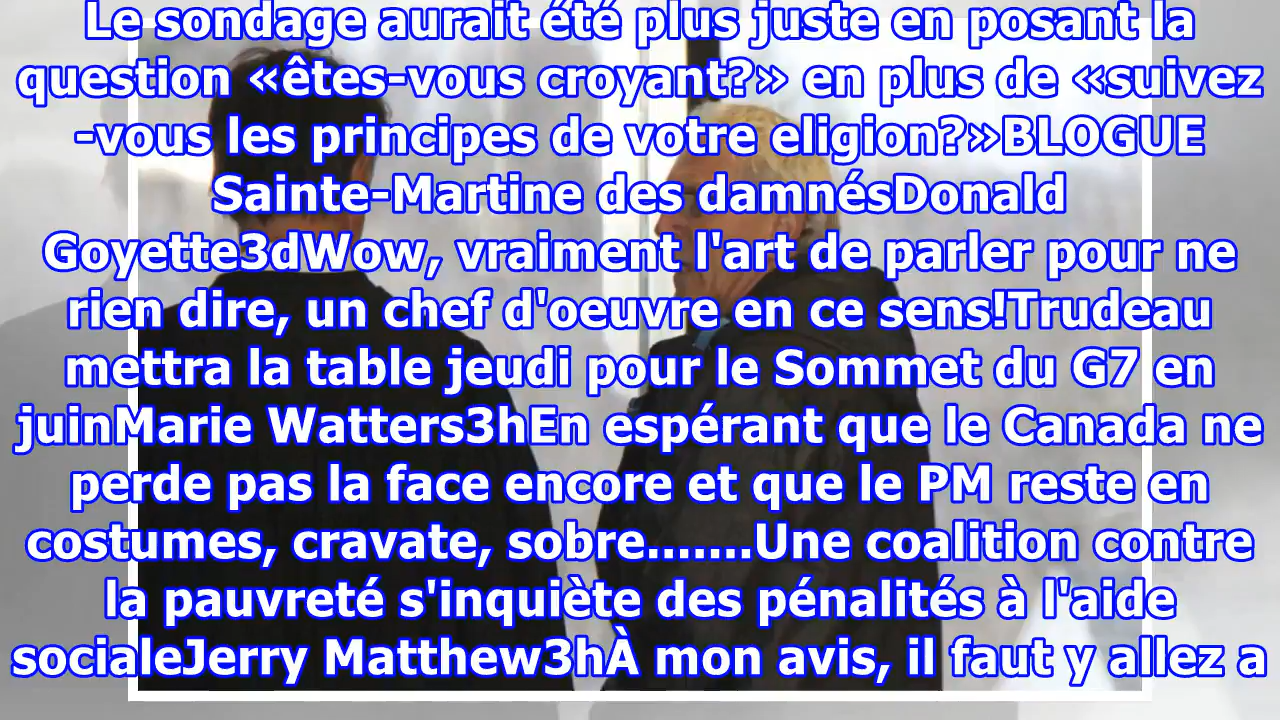 Le sondage aurait été plus juste en posant la
question «êtes-vous croyant?» en plus de «suivez
-vous les principes de votre eligion?»BLOGUE
Sainte-Martine des damnésDonald
Goyette3dWow, vraiment l'art de parler pour ne
rien dire, un chef d'oeuvre en ce sens!Trudeau
mettra la table jeudi pour le Sommet du G7 en
juinMarie Watters3hEn espérant que le Canada ne
perde pas la face encore et que le PM reste en
costumes, cravate, sobre.......Une coalition contre
la pauvreté s'inquiète des pénalités à l'aide
socialeJerry Matthew3hÀ mon avis, il faut y allez a